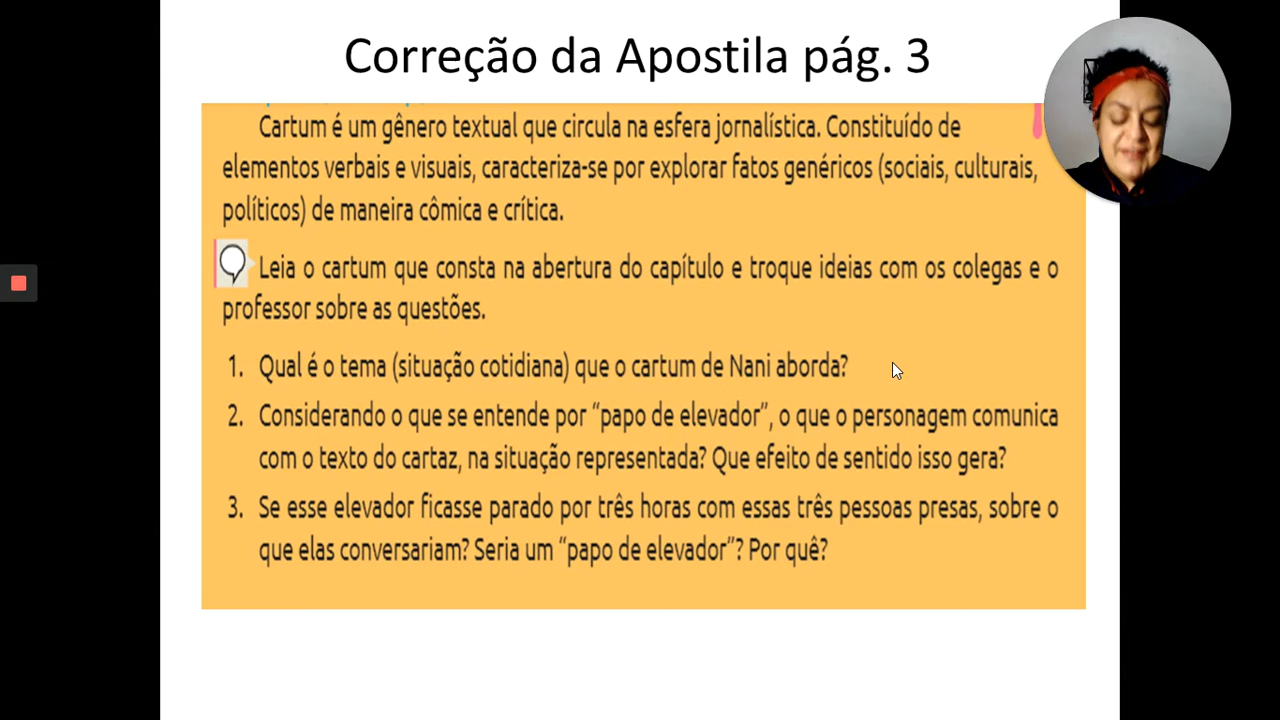 Correção da Apostila pág. 3
Cartum é um gênero textual que circula na esfera jornalística. Constituído de
elementos verbais e visuais, caracteriza-se por explorar fatos genéricos (sociais, culturais,
políticos) de maneira cômica e crítica.
Leia o cartum que consta na abertura do capítulo e troque ideias com os colegas e o
professor sobre as questões.
1. Qual é o tema (situação cotidiana) que o cartum de Nani aborda?
2. Considerando o que se entende por “papo de elevador”, o que o personagem comunica
com o texto do cartaz, na situação representada? Que efeito de sentido isso gera?
3. Se esse elevador ficasse parado por três horas com essas três pessoas presas, sobre o
que elas conversariam? Seria um “papo de elevador”? Por quê?